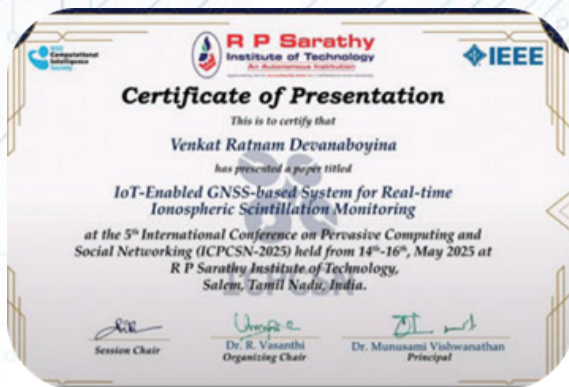 IEEE
Computational
Intelligence
Society
R P Sarathy
Institute of Technology
An Autonomous Institution
IEEE
Certificate of Presentation
This is to certify that
Venkat Ratnam Devanaboyina
has presented a paper titled
IoT-Enabled GNSS-based System for Real-time
Ionospheric Scintillation Monitoring
at the 5th International Conference on Pervasive Computing and
Social Networking (ICPCSN-2025) held from 14th-16th, May 2025 at
R P Sarathy Institute of Technology,
Salem, Tamil Nadu, India.
ICPCSN
Session Chair
Dr. R. Vasanthi
Organizing Chair
Dr. Munusami Vishwanathan
Principal